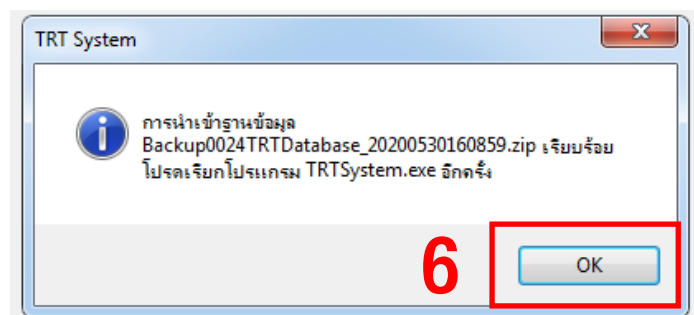 TRT System
การนำเข้าฐานข้อมูล
Backup0024TRTDatabase_20200530160859.zip เรียบร้อย
โปรดเรียกโปรแกรม TRTSystem.exe อีกครั้ง
6
OK